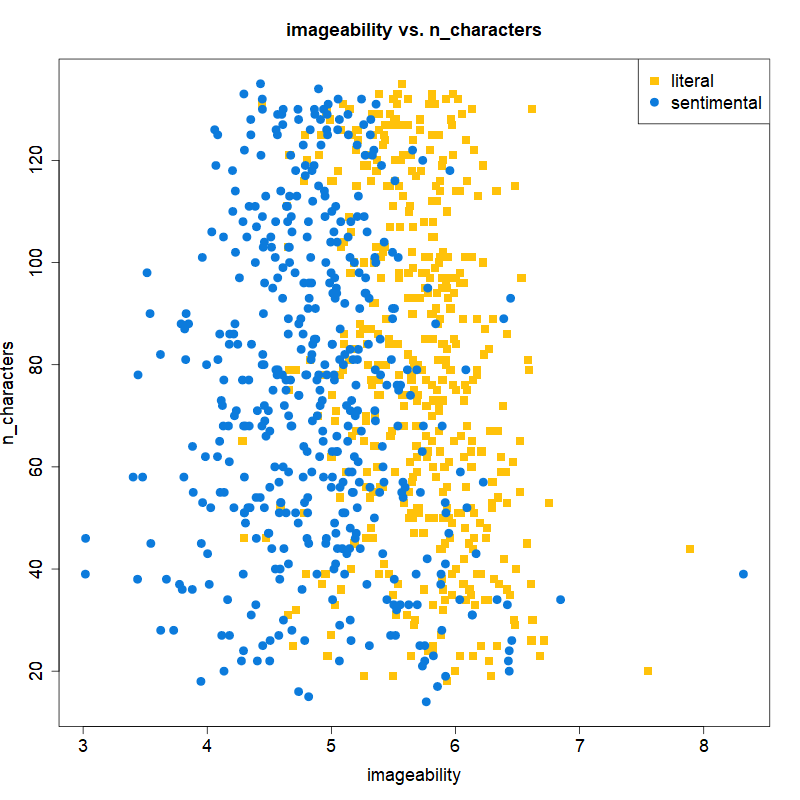 imageability vs. n_characters
literal
sentimental
120
100
80
60
40
20
n_characters
3 4 5 6 7 8
imageability